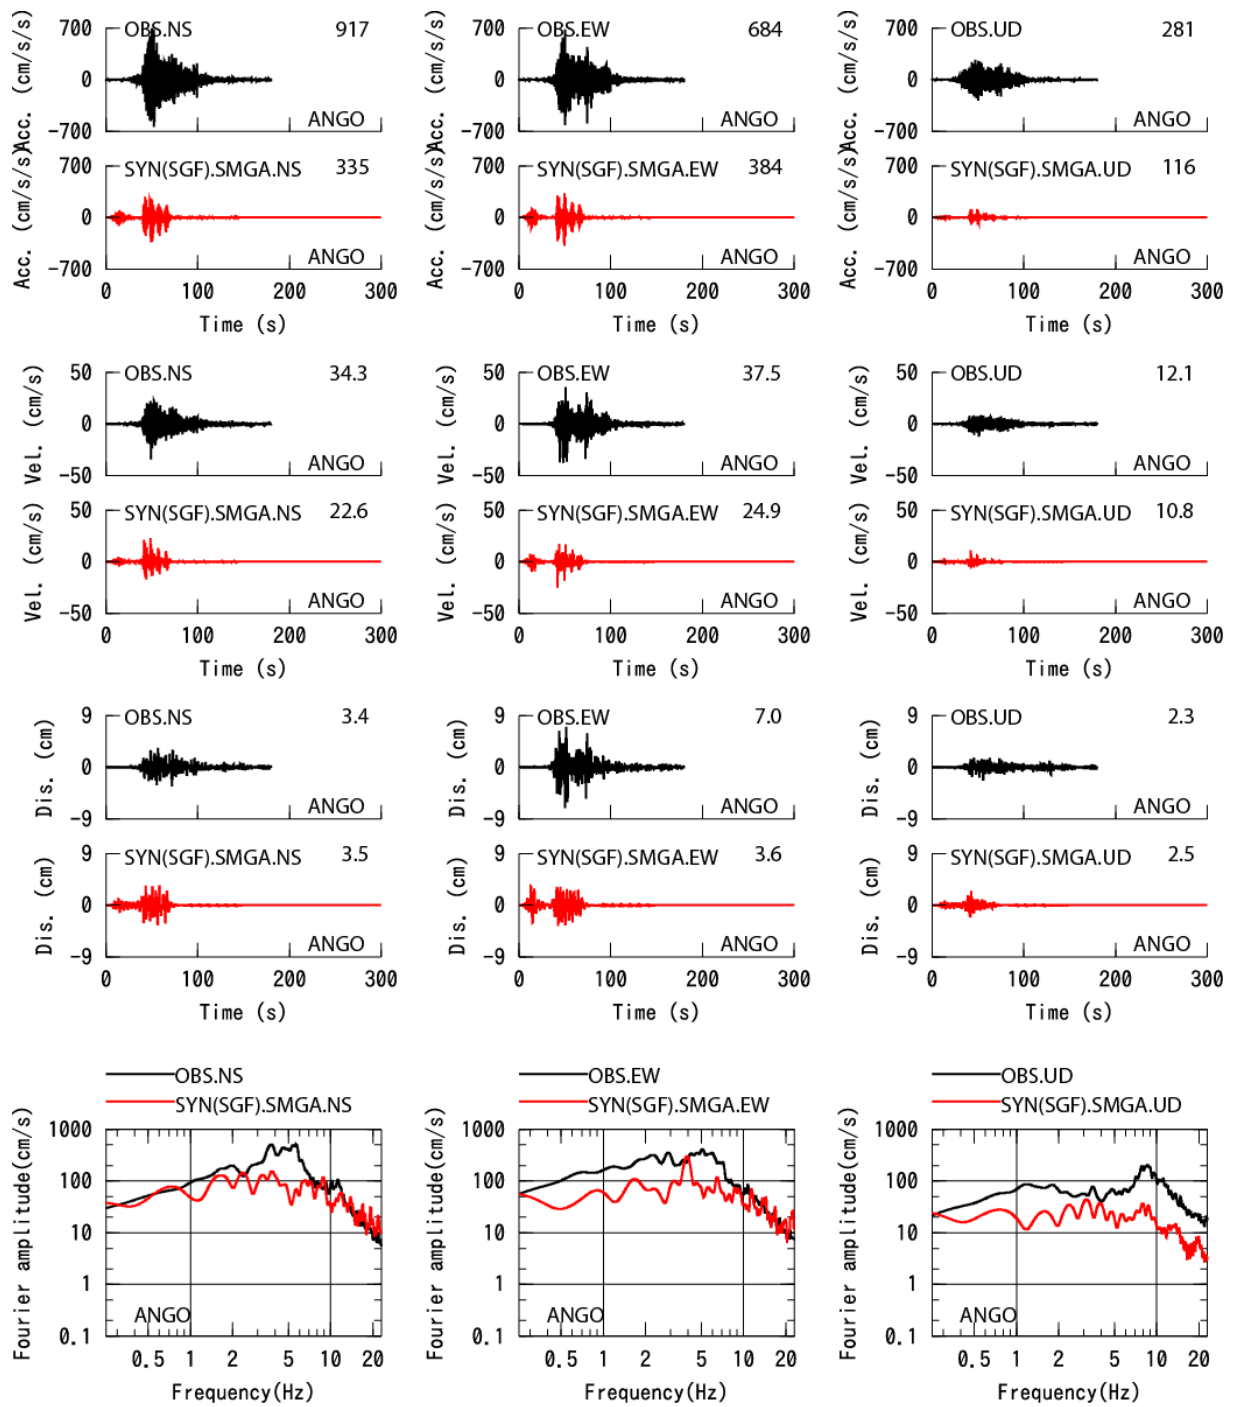 OBS.NS 917
700
0
-700
Acc. (cm/s/s)
ANGO
SYN(SGF).SMGA.NS 335
700
0
-700
Acc. (cm/s/s)
ANGO
0 100 200 300
Time (s)
OBS.EW 684
700
0
-700
Acc. (cm/s/s)
ANGO
SYN(SGF).SMGA.EW 384
700
0
-700
Acc. (cm/s/s)
ANGO
0 100 200 300
Time (s)
OBS.UD 281
700
0
-700
Acc. (cm/s/s)
ANGO
SYN(SGF).SMGA.UD 116
700
0
-700
Acc. (cm/s/s)
ANGO
0 100 200 300
Time (s)
OBS.NS 34.3
50
0
-50
Vel. (cm/s)
ANGO
SYN(SGF).SMGA.NS 22.6
50
0
-50
Vel. (cm/s)
ANGO
0 100 200 300
Time (s)
OBS.EW 37.5
50
0
-50
Vel. (cm/s)
ANGO
SYN(SGF).SMGA.EW 24.9
50
0
-50
Vel. (cm/s)
ANGO
0 100 200 300
Time (s)
OBS.UD 12.1
50
0
-50
Vel. (cm/s)
ANGO
SYN(SGF).SMGA.UD 10.8
50
0
-50
Vel. (cm/s)
ANGO
0 100 200 300
Time (s)
OBS.NS 3.4
9
0
-9
Dis. (cm)
ANGO
SYN(SGF).SMGA.NS 3.5
9
0
-9
Dis. (cm)
ANGO
0 100 200 300
Time (s)
OBS.EW 7.0
9
0
-9
Dis. (cm)
ANGO
SYN(SGF).SMGA.EW 3.6
9
0
-9
Dis. (cm)
ANGO
0 100 200 300
Time (s)
OBS.UD 2.3
9
0
-9
Dis. (cm)
ANGO
SYN(SGF).SMGA.UD 2.5
9
0
-9
Dis. (cm)
ANGO
0 100 200 300
Time (s)
OBS.NS
SYN(SGF).SMGA.NS
1000
100
10
1
0.1
Fourier amplitude(cm/s)
ANGO
0.5 1 2 5 10 20
Frequency(Hz)
OBS.EW
SYN(SGF).SMGA.EW
1000
100
10
1
0.1
Fourier amplitude(cm/s)
ANGO
0.5 1 2 5 10 20
Frequency(Hz)
OBS.UD
SYN(SGF).SMGA.UD
1000
100
10
1
0.1
Fourier amplitude(cm/s)
ANGO
0.5 1 2 5 10 20
Frequency(Hz)